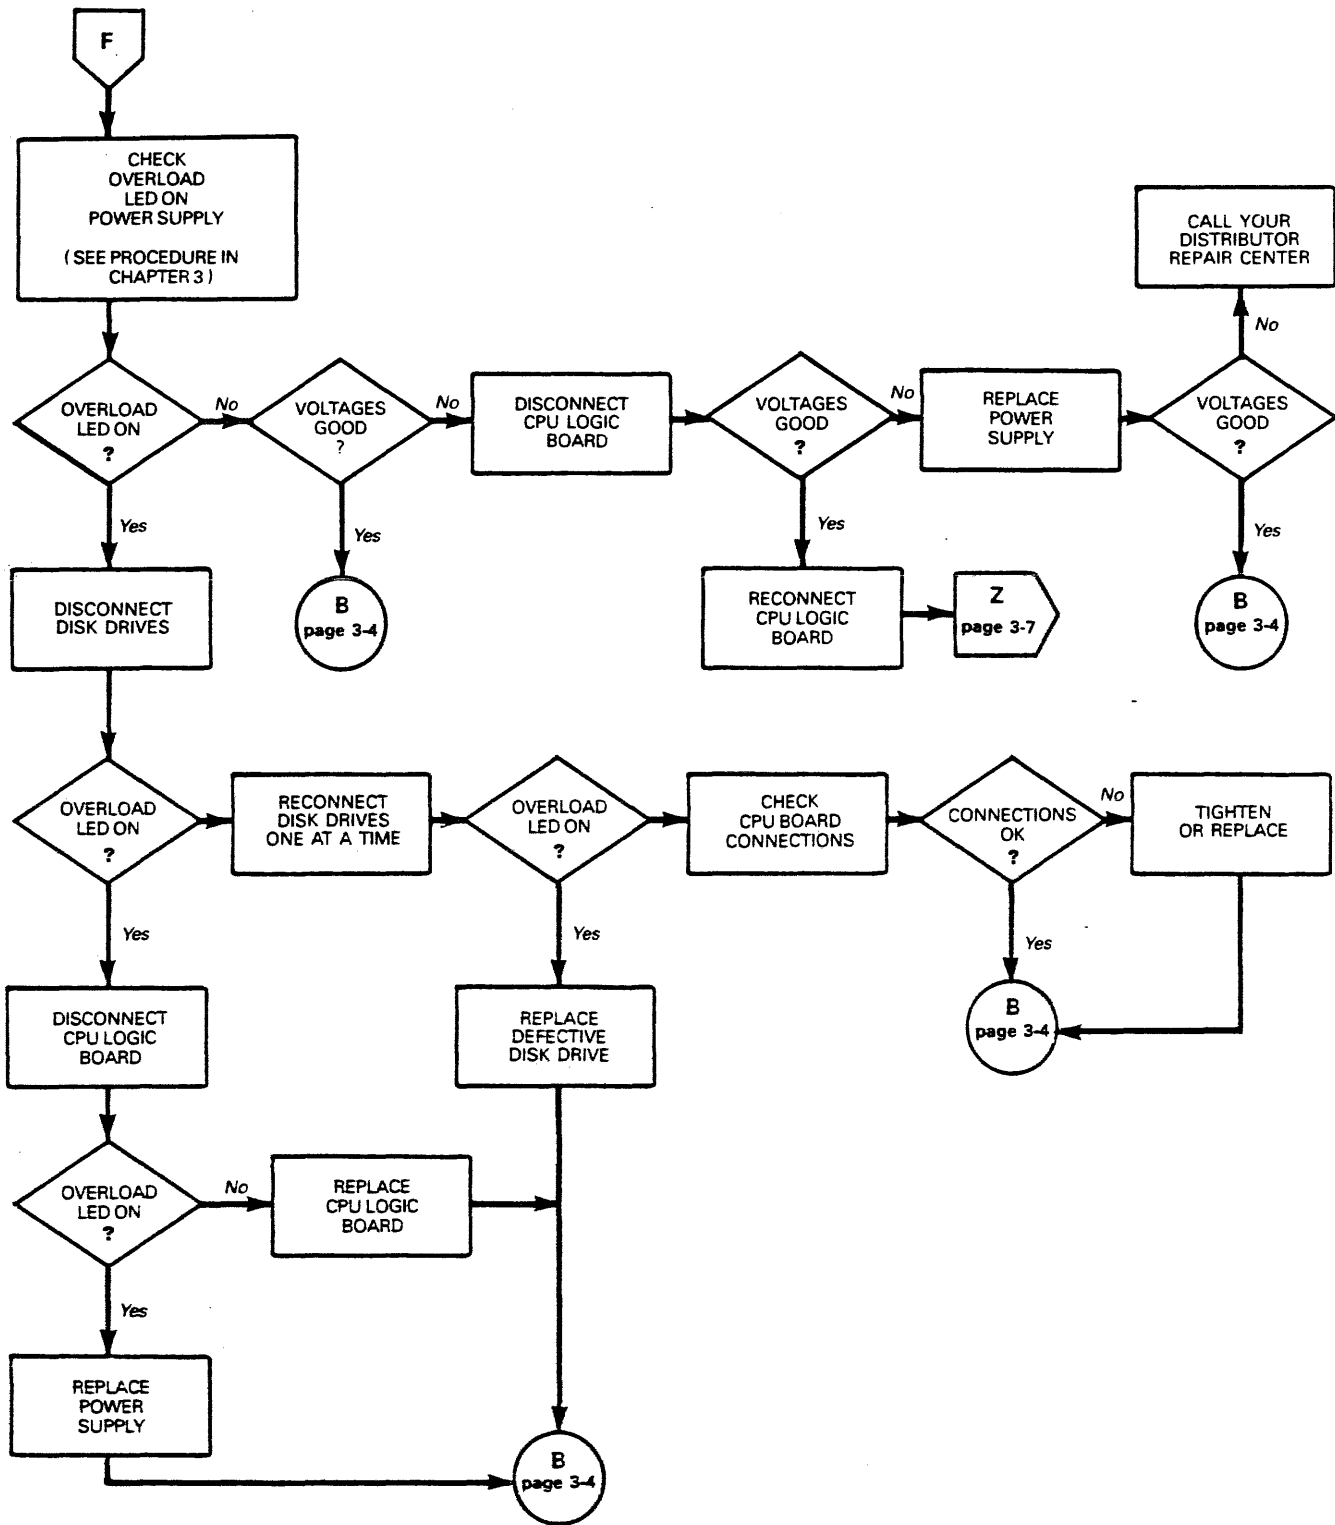 F
CHECK
OVERLOAD
LED ON
POWER SUPPLY
(SEE PROCEDURE IN
CHAPTER 3)
CALL YOUR
DISTRIBUTOR
REPAIR CENTER
No
OVERLOAD
LED ON
?
No
VOLTAGES
GOOD
?
No
DISCONNECT
CPU LOGIC
BOARD
VOLTAGES
GOOD
?
No
REPLACE
POWER
SUPPLY
VOLTAGES
GOOD
?
Yes
Yes
Yes
Yes
DISCONNECT
DISK DRIVES
B
page 3-4
RECONNECT
CPU LOGIC
BOARD
Z
page 3-7
B
page 3-4
OVERLOAD
LED ON
?
RECONNECT
DISK DRIVES
ONE AT A TIME
OVERLOAD
LED ON
?
CHECK
CPU BOARD
CONNECTIONS
CONNECTIONS
OK
?
No
TIGHTEN
OR REPLACE
Yes
Yes
Yes
DISCONNECT
CPU LOGIC
BOARD
REPLACE
DEFECTIVE
DISK DRIVE
B
page 3-4
OVERLOAD
LED ON
?
No
REPLACE
CPU LOGIC
BOARD
Yes
REPLACE
POWER
SUPPLY
B
page 3-4